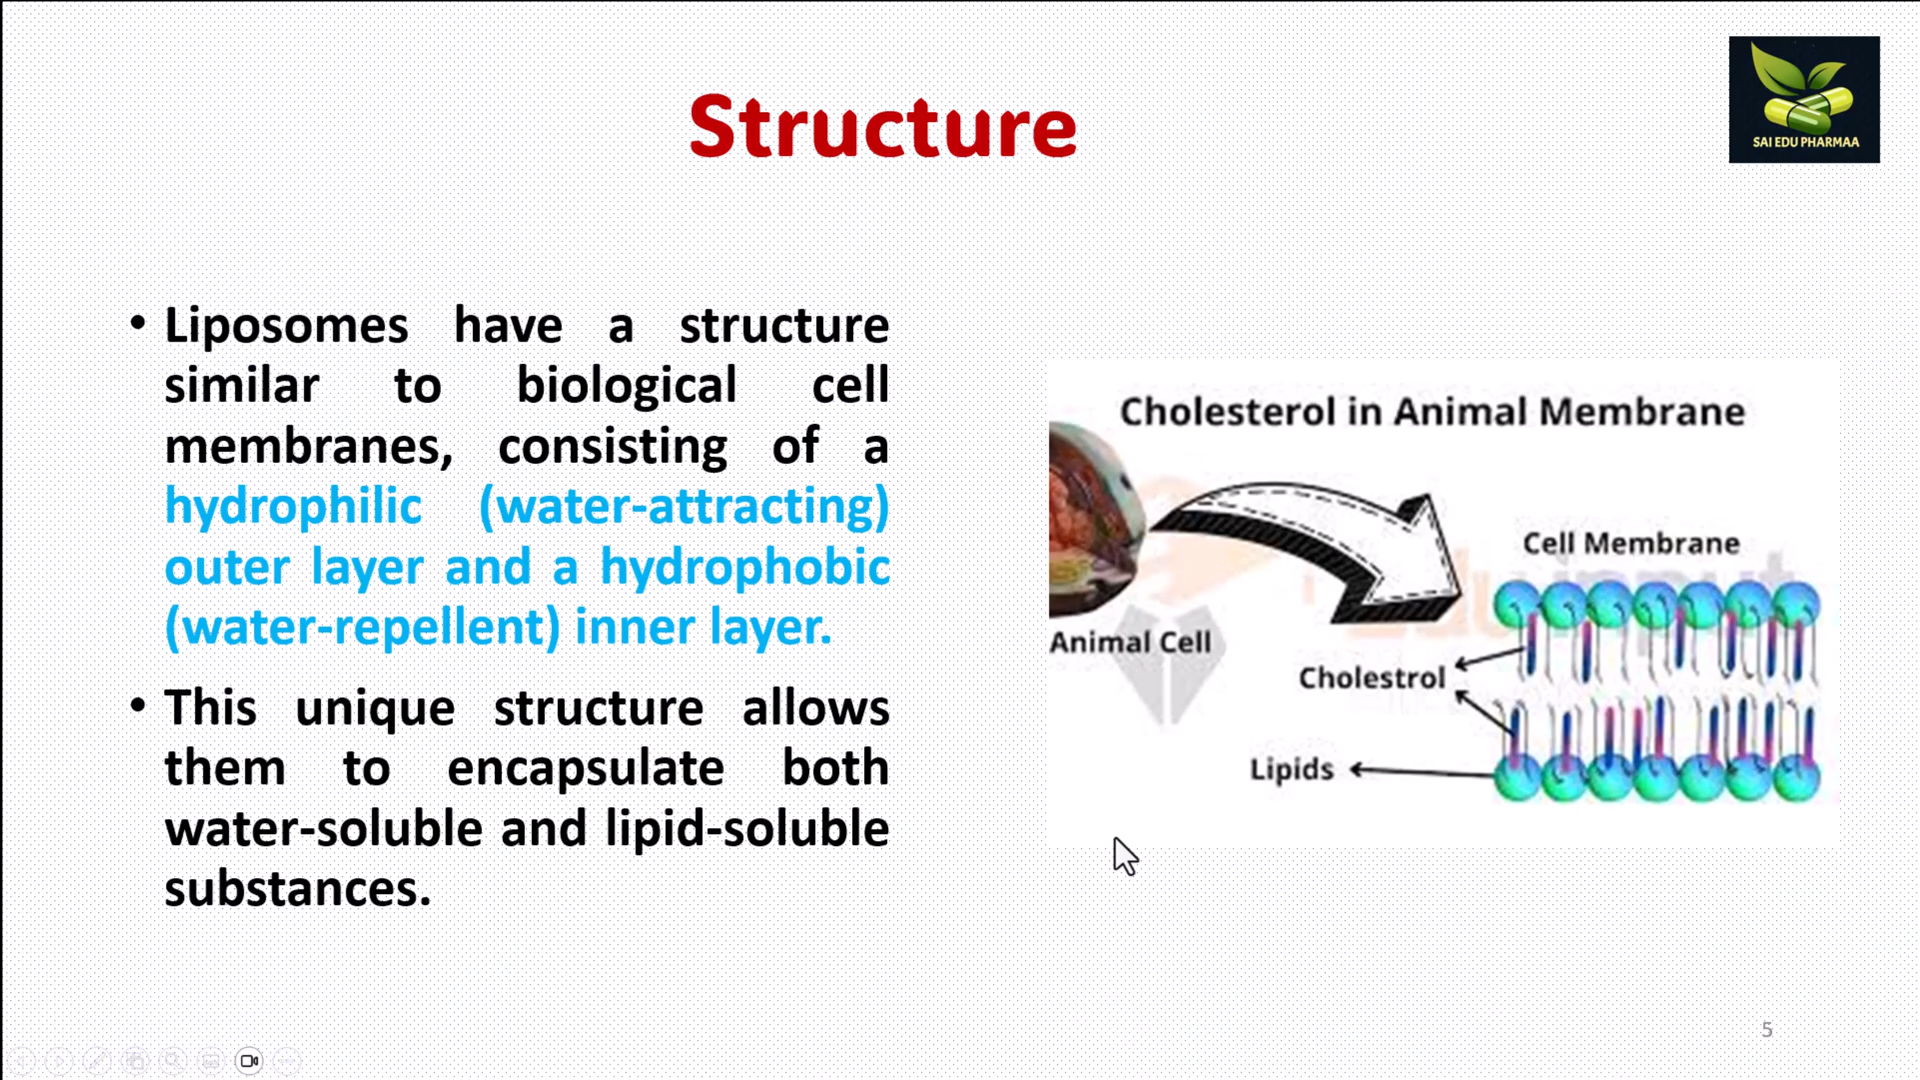 SAI EDU PHARMAA
Structure
• Liposomes have a structure
similar to biological cell
membranes, consisting of a
hydrophilic (water-attracting)
outer layer and a hydrophobic
(water-repellent) inner layer.
• This unique structure allows
them to encapsulate both
water-soluble and lipid-soluble
substances.
Cholesterol in Animal Membrane
Cell Membrane
Animal Cell
Cholestrol
Lipids
5